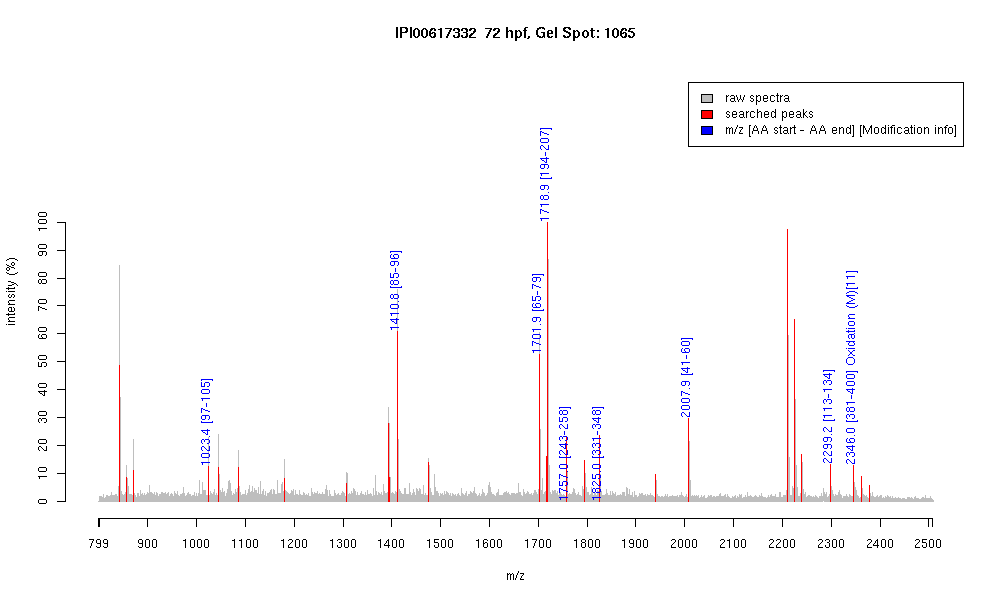 IPI00617332 72 hpf, Gel Spot: 1065
raw spectra
searched peaks
m/z [AA start - AA end] [Modification info]
1023.4 [97-105]
1410.8 [85-96]
1701.9 [65-79]
1718.9 [194-207]
1757.0 [243-258]
1825.0 [331-348]
2007.9 [41-60]
2299.2 [113-134]
2346.0 [381-400] Oxidation (M)[11]
intensity (%)
100
90
80
70
60
50
40
30
20
10
0
799 900 1000 1100 1200 1300 1400 1500 1600 1700 1800 1900 2000 2100 2200 2300 2400 2500
m/z